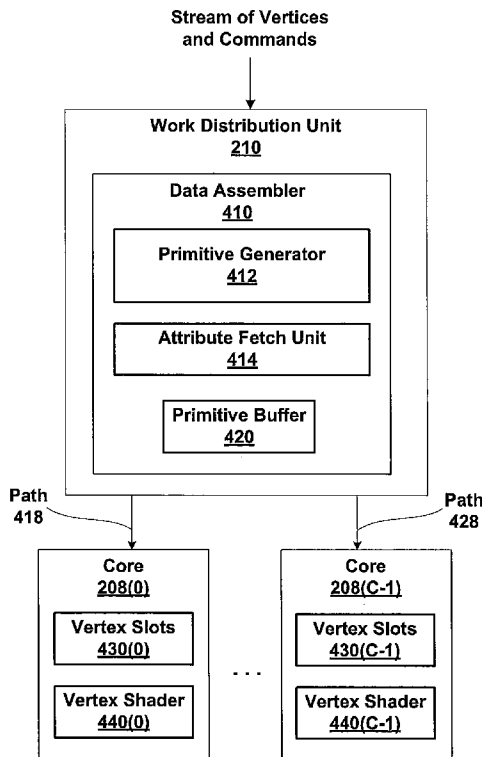 Stream of Vertices
and Commands
Work Distribution Unit
210
Data Assembler
410
Primitive Generator
412
Attribute Fetch Unit
414
Primitive Buffer
420
Path
418
Path
428
Core
208(0)
Vertex Slots
430(0)
Vertex Shader
440(0)
. . .
Core
208(C-1)
Vertex Slots
430(C-1)
Vertex Shader
440(C-1)